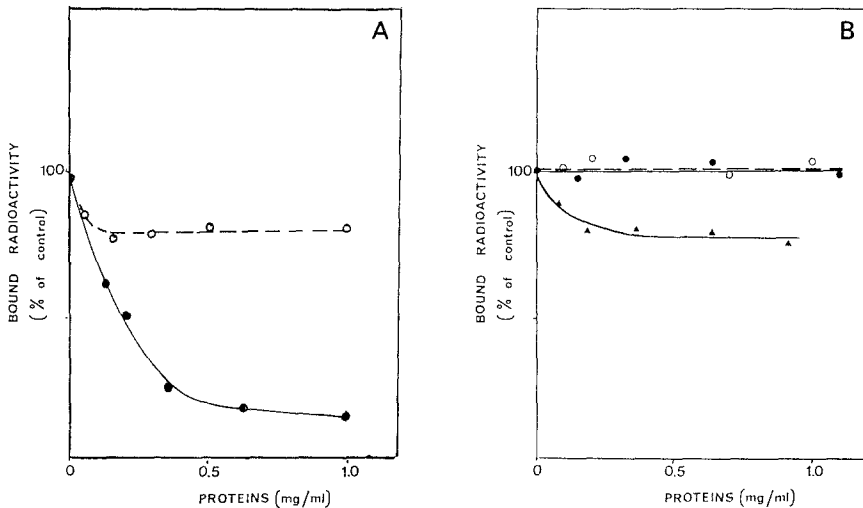 A
BOUND RADIOACTIVITY
(% of control)
100
0
0.5
1.0
PROTEINS (mg/ml)
B
BOUND RADIOACTIVITY
(% of control)
100
0
0.5
1.0
PROTEINS (mg/ml)